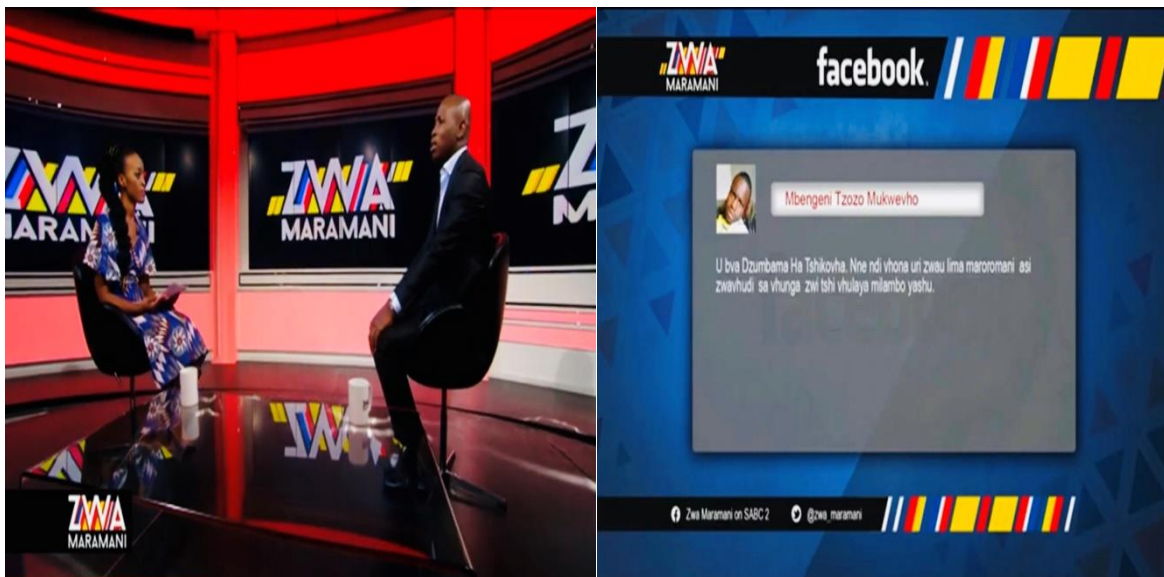 ZWA
MARAMANI
ZWA
MARAMANI
ZWA
MARAMANI
ZWA
MARAMANI
facebook.
Mbengeni Tzozo Mukwevho
U bva Dzumbama Ha Tshikovha. Nne ndi vhona uri zwau lima maroromani asi
zwavhudi sa vhunga zwi tshi vhulaya milambo yashu.
Zwa Maramani on SABC 2 @zwa_maramani